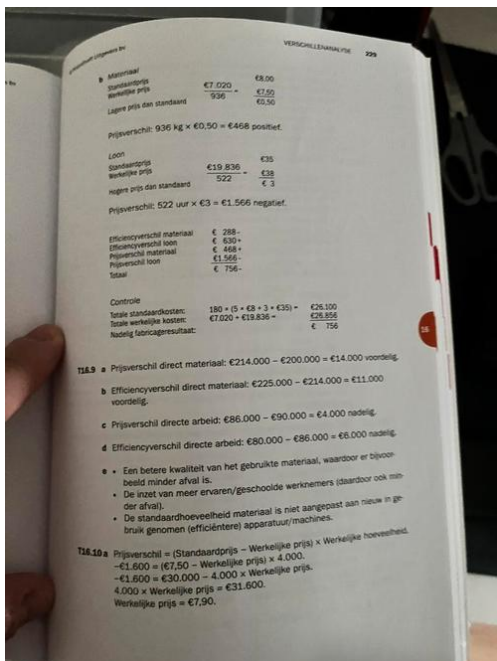 VERSCHILLENANALYSE 229
b Materiaal
Standaardprijs €8,00
Werkelijke prijs €7.020 / 936 = €7,50
Lagere prijs dan standaard €0,50
Prijsverschil: 936 kg × €0,50 = €468 positief.
Loon
Standaardprijs €35
Werkelijke prijs €19.836 / 522 = €38
Hogere prijs dan standaard € 3
Prijsverschil: 522 uur × €3 = €1.566 negatief.
Efficiencyverschil materiaal € 288-
Efficiencyverschil loon € 630+
Prijsverschil materiaal € 468+
Prijsverschil loon €1.566-
Totaal € 756-
Controle
Totale standaardkosten: 180 × (5 × €8 + 3 × €35) = €26.100
Totale werkelijke kosten: €7.020 + €19.836 = €26.856
Nadelig fabricageresultaat: € 756
16
T16.9 a Prijsverschil direct materiaal: €214.000 – €200.000 = €14.000 voordelig.
b Efficiencyverschil direct materiaal: €225.000 – €214.000 = €11.000
voordelig.
c Prijsverschil directe arbeid: €86.000 – €90.000 = €4.000 nadelig.
d Efficiencyverschil directe arbeid: €80.000 – €86.000 = €6.000 nadelig.
e • Een betere kwaliteit van het gebruikte materiaal, waardoor er bijvoor-
beeld minder afval is.
• De inzet van meer ervaren/geschoolde werknemers (daardoor ook min-
der afval).
• De standaardhoeveelheid materiaal is niet aangepast aan nieuw in ge-
bruik genomen (efficiëntere) apparatuur/machines.
T16.10 a Prijsverschil = (Standaardprijs – Werkelijke prijs) × Werkelijke hoeveelheid.
–€1.600 = (€7,50 – Werkelijke prijs) × 4.000.
–€1.600 = €30.000 – 4.000 × Werkelijke prijs.
4.000 × Werkelijke prijs = €31.600.
Werkelijke prijs = €7,90.